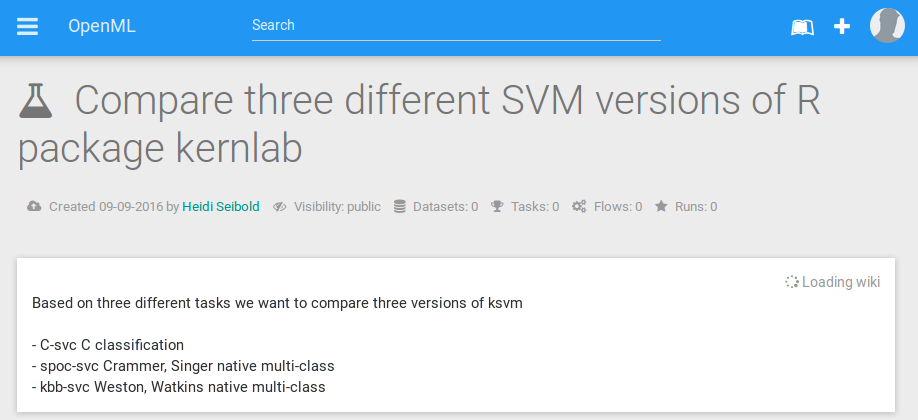 OpenML
Search
Compare three different SVM versions of R
package kernlab
Created 09-09-2016 by Heidi Seibold Visibility: public Datasets: 0 Tasks: 0 Flows: 0 Runs: 0
Loading wiki
Based on three different tasks we want to compare three versions of ksvm
- C-svc C classification
- spoc-svc Crammer, Singer native multi-class
- kbb-svc Weston, Watkins native multi-class